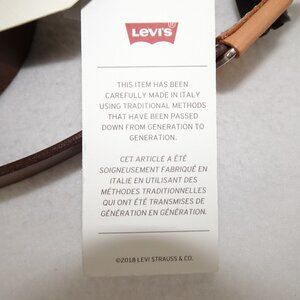 Levi's
THIS ITEM HAS BEEN
CAREFULLY MADE IN ITALY
USING TRADITIONAL METHODS
THAT HAVE BEEN PASSED
DOWN FROM GENERATION TO
GENERATION.
CET ARTICLE A ÉTÉ
SOIGNEUSEMENT FABRIQUÉ EN
ITALIE EN UTILISANT DES
MÉTHODES TRADITIONNELLES
QUI ONT ÉTÉ TRANSMISES DE
GÉNÉRATION EN GÉNÉRATION.
©2018 LEVI STRAUSS & CO.